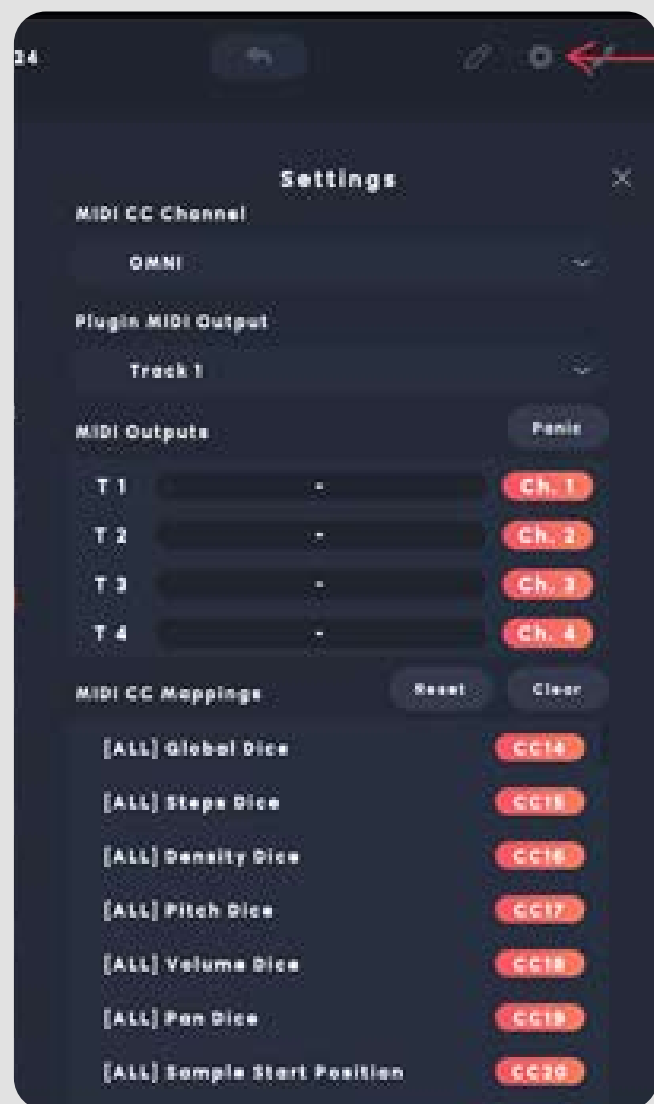 24
Settings
MIDI CC Channel
OMNI
Plugin MIDI Output
Track 1
MIDI Outputs Panic
T 1 - Ch. 1
T 2 - Ch. 2
T 3 - Ch. 3
T 4 - Ch. 4
MIDI CC Mappings Reset Clear
[ALL] Global Dice CC14
[ALL] Steps Dice CC15
[ALL] Density Dice CC16
[ALL] Pitch Dice CC17
[ALL] Volume Dice CC18
[ALL] Pan Dice CC19
[ALL] Sample Start Position CC20